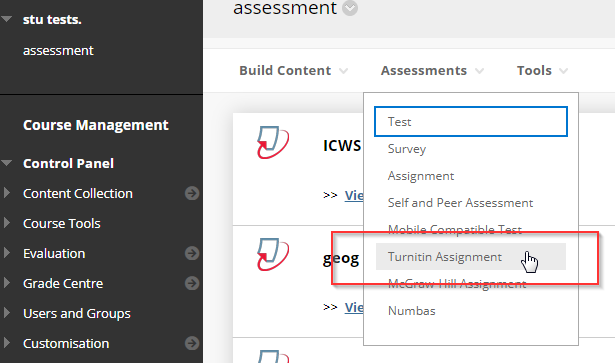 stu tests.
assessment
Course Management
Control Panel
Content Collection
Course Tools
Evaluation
Grade Centre
Users and Groups
Customisation
assessment
Build Content
Assessments
Tools
ICWS
>>
geog
>>
Test
Survey
Assignment
Self and Peer Assessment
Mobile Compatible Test
Turnitin Assignment
McGraw-Hill Assignment
Numbas